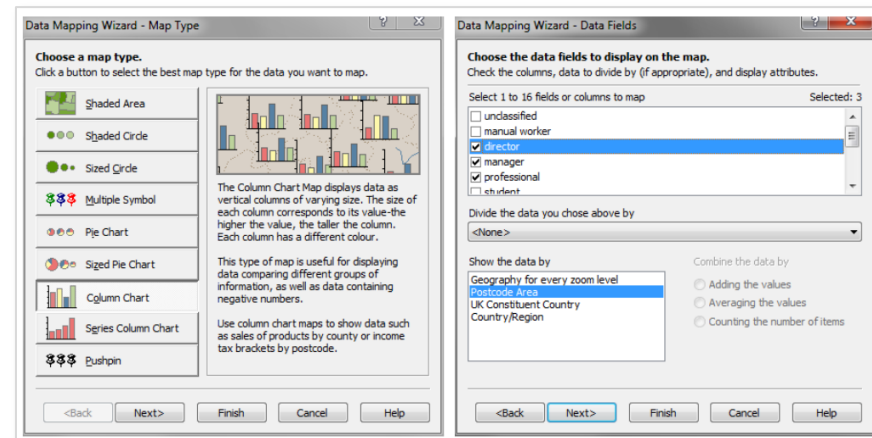 Data Mapping Wizard - Map Type
Choose a map type.
Click a button to select the best map type for the data you want to map.
Shaded Area
Shaded Circle
Sized Circle
Multiple Symbol
Pie Chart
Sized Pie Chart
Column Chart
Series Column Chart
Pushpin
The Column Chart Map displays data as
vertical columns of varying size. The size of
each column corresponds to its value-the
higher the value, the taller the column.
Each column has a different colour.
This type of map is useful for displaying
data comparing different groups of
information, as well as data containing
negative numbers.
Use column chart maps to show data such
as sales of products by county or income
tax brackets by postcode.
<Back Next> Finish Cancel Help
Data Mapping Wizard - Data Fields
Choose the data fields to display on the map.
Check the columns, data to divide by (if appropriate), and display attributes.
Select 1 to 16 fields or columns to map Selected: 3
unclassified
manual worker
director
manager
professional
student
Divide the data you chose above by
<None>
Show the data by
Geography for every zoom level
Postcode Area
UK Constituent Country
Country/Region
Combine the data by
Adding the values
Averaging the values
Counting the number of items
<Back Next> Finish Cancel Help